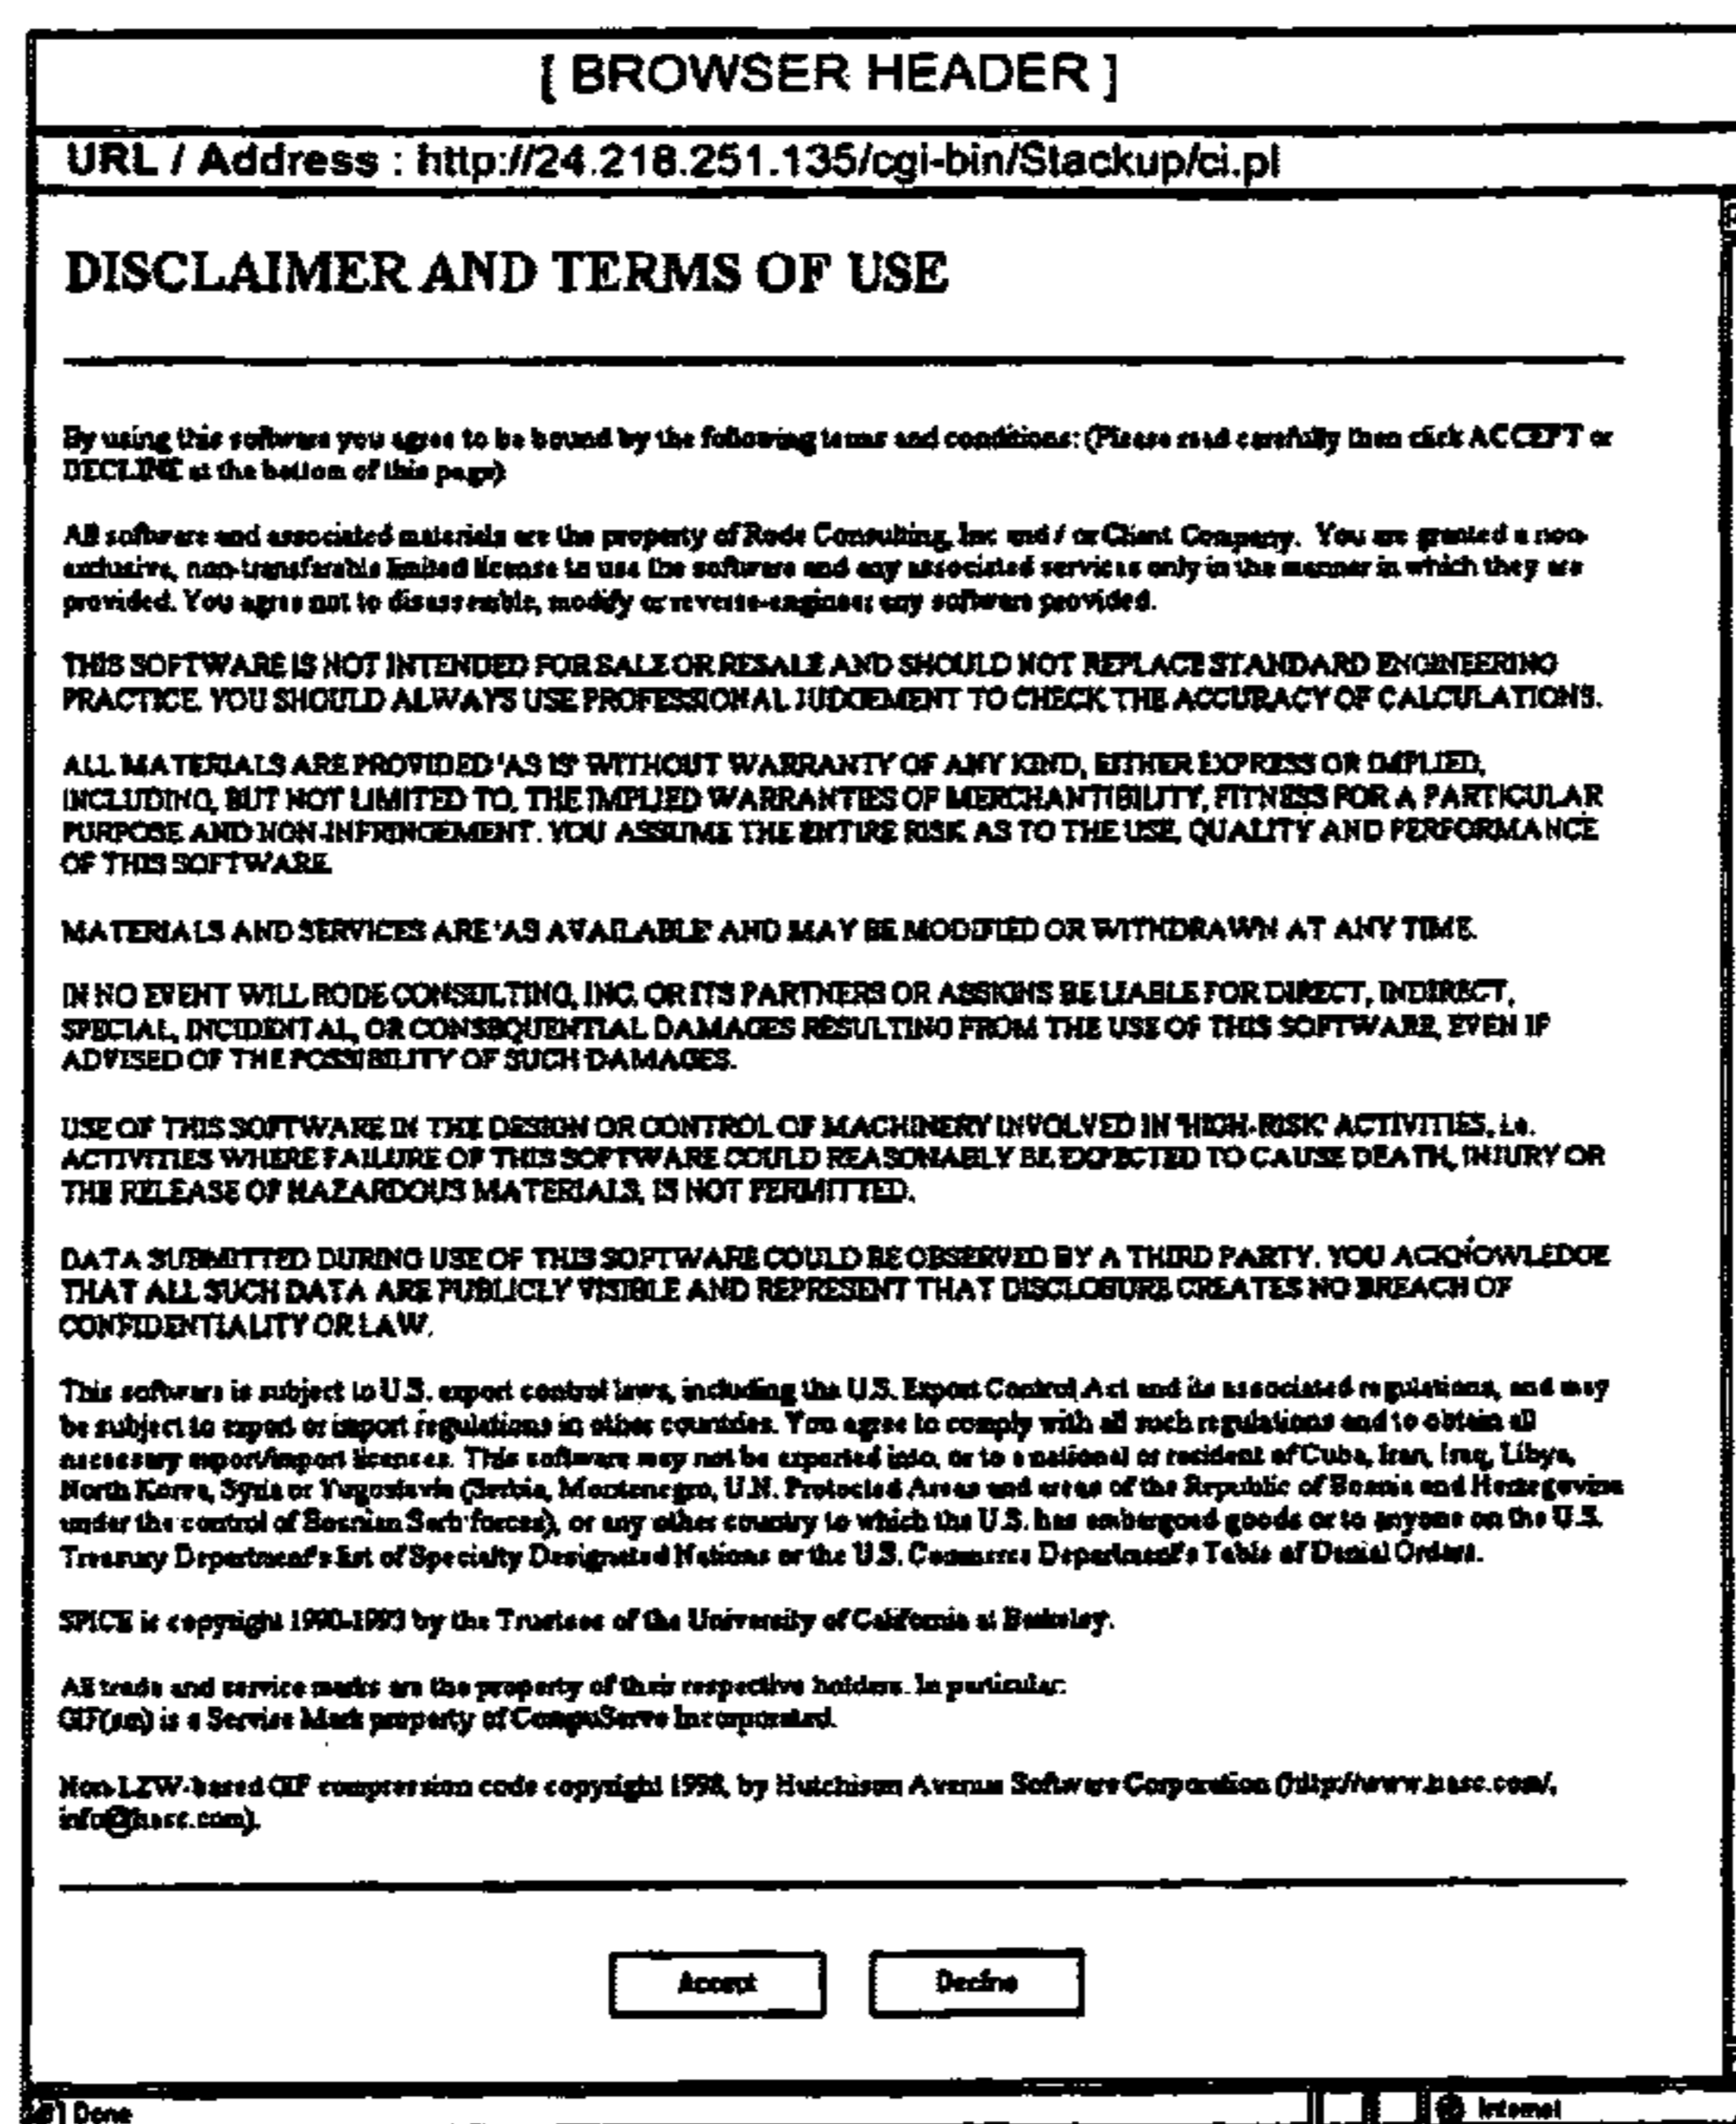 [ BROWSER HEADER ]
URL / Address : http://24.218.251.135/cgi-bin/Stackup/ci.pl
DISCLAIMER AND TERMS OF USE
By using this software you agree to be bound by the following terms and conditions: (Please read carefully then click ACCEPT or
DECLINE at the bottom of this page)
All software and associated materials are the property of Rode Consulting, Inc and / or Client Company. You are granted a non-
exclusive, non-transferable limited license to use the software and any associated services only in the manner in which they are
provided. You agree not to disassemble, modify or reverse-engineer any software provided.
THIS SOFTWARE IS NOT INTENDED FOR SALE OR RESALE AND SHOULD NOT REPLACE STANDARD ENGINEERING
PRACTICE. YOU SHOULD ALWAYS USE PROFESSIONAL JUDGEMENT TO CHECK THE ACCURACY OF CALCULATIONS.
ALL MATERIALS ARE PROVIDED 'AS IS' WITHOUT WARRANTY OF ANY KIND, EITHER EXPRESS OR IMPLIED,
INCLUDING, BUT NOT LIMITED TO, THE IMPLIED WARRANTIES OF MERCHANTIBILITY, FITNESS FOR A PARTICULAR
PURPOSE AND NON-INFRINGEMENT. YOU ASSUME THE ENTIRE RISK AS TO THE USE, QUALITY AND PERFORMANCE
OF THIS SOFTWARE.
MATERIALS AND SERVICES ARE 'AS AVAILABLE' AND MAY BE MODIFIED OR WITHDRAWN AT ANY TIME.
IN NO EVENT WILL RODE CONSULTING, INC. OR ITS PARTNERS OR ASSIGNS BE LIABLE FOR DIRECT, INDIRECT,
SPECIAL, INCIDENTAL, OR CONSEQUENTIAL DAMAGES RESULTING FROM THE USE OF THIS SOFTWARE, EVEN IF
ADVISED OF THE POSSIBILITY OF SUCH DAMAGES.
USE OF THIS SOFTWARE IN THE DESIGN OR CONTROL OF MACHINERY INVOLVED IN 'HIGH-RISK' ACTIVITIES, i.e.
ACTIVITIES WHERE FAILURE OF THIS SOFTWARE COULD REASONABLY BE EXPECTED TO CAUSE DEATH, INJURY OR
THE RELEASE OF HAZARDOUS MATERIALS, IS NOT PERMITTED.
DATA SUBMITTED DURING USE OF THIS SOFTWARE COULD BE OBSERVED BY A THIRD PARTY. YOU ACKNOWLEDGE
THAT ALL SUCH DATA ARE PUBLICLY VISIBLE AND REPRESENT THAT DISCLOSURE CREATES NO BREACH OF
CONFIDENTIALITY OR LAW.
This software is subject to U.S. export control laws, including the U.S. Export Control Act and its associated regulations, and may
be subject to export or import regulations in other countries. You agree to comply with all such regulations and to obtain all
necessary export/import licenses. This software may not be exported into, or to a national or resident of Cuba, Iran, Iraq, Libya,
North Korea, Syria or Yugoslavia (Serbia, Montenegro, U.N. Protected Areas and areas of the Republic of Bosnia and Herzegovina
under the control of Bosnian Serb forces), or any other country to which the U.S. has embargoed goods or to anyone on the U.S.
Treasury Department's list of Specialty Designated Nations or the U.S. Commerce Department's Table of Denial Orders.
SPICE is copyright 1990-1993 by the Trustees of the University of California at Berkeley.
All trade and service marks are the property of their respective holders. In particular:
GIF(sm) is a Service Mark property of CompuServe Incorporated.
Non-LZW-based GIF compression code copyright 1998, by Hutchison Avenue Software Corporation (http://www.hasc.com/,
info@hasc.com).
Accept Decline
Done Internet